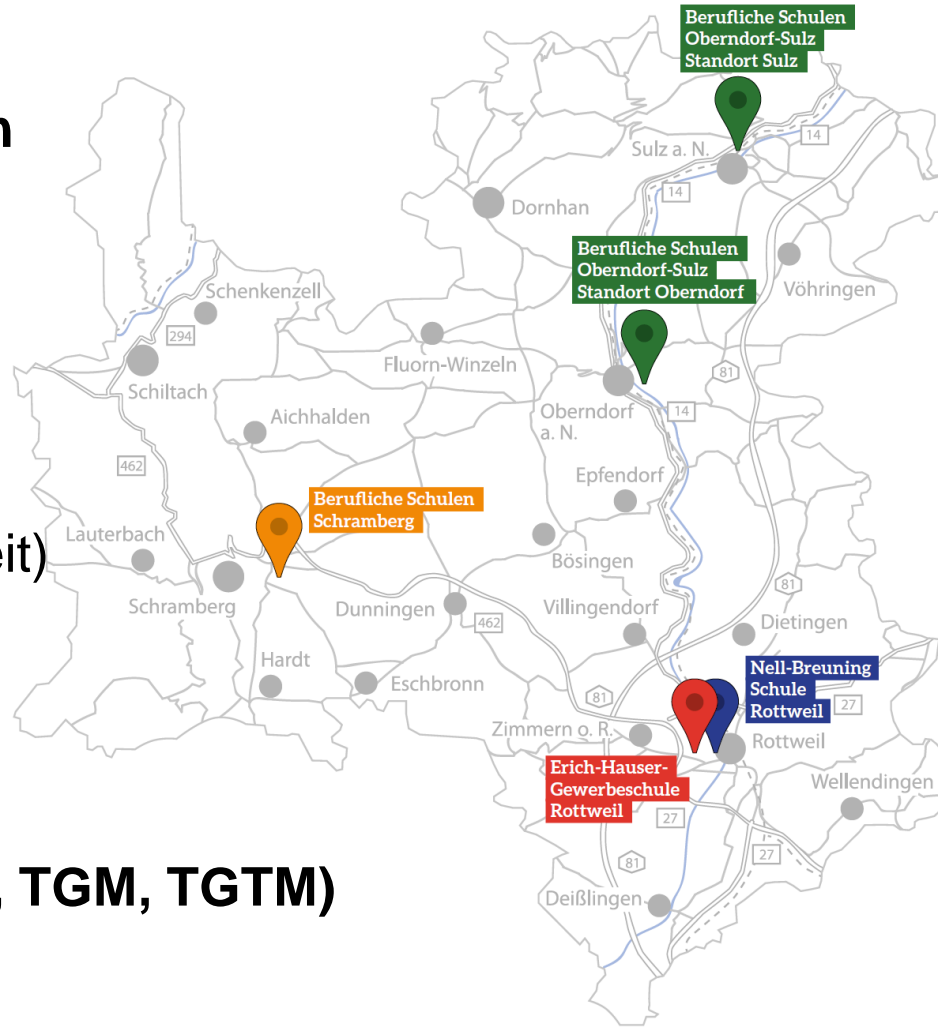 Berufliche Schulen
Oberndorf-Sulz
Standort Sulz
n
14
Sulz a. N.
14
Dornhan
Berufliche Schulen
Oberndorf-Sulz
Standort Oberndorf
Vöhringen
Schenkenzell
294
Fluorn-Winzeln
81
Schiltach
Aichhalden
Oberndorf
a. N.
14
462
Epfendorf
Berufliche Schulen
Schramberg
Lauterbach
eit)
Bösingen
81
Schramberg
Dunningen
462
Villingendorf
Dietingen
Hardt
Eschbronn
Nell-Breuning
Schule
Rottweil
81
27
Zimmern o. R.
Rottweil
Erich-Hauser-
Gewerbeschule
Rottweil
Wellendingen
27
27
81
, TGM, TGTM)
Deißlingen